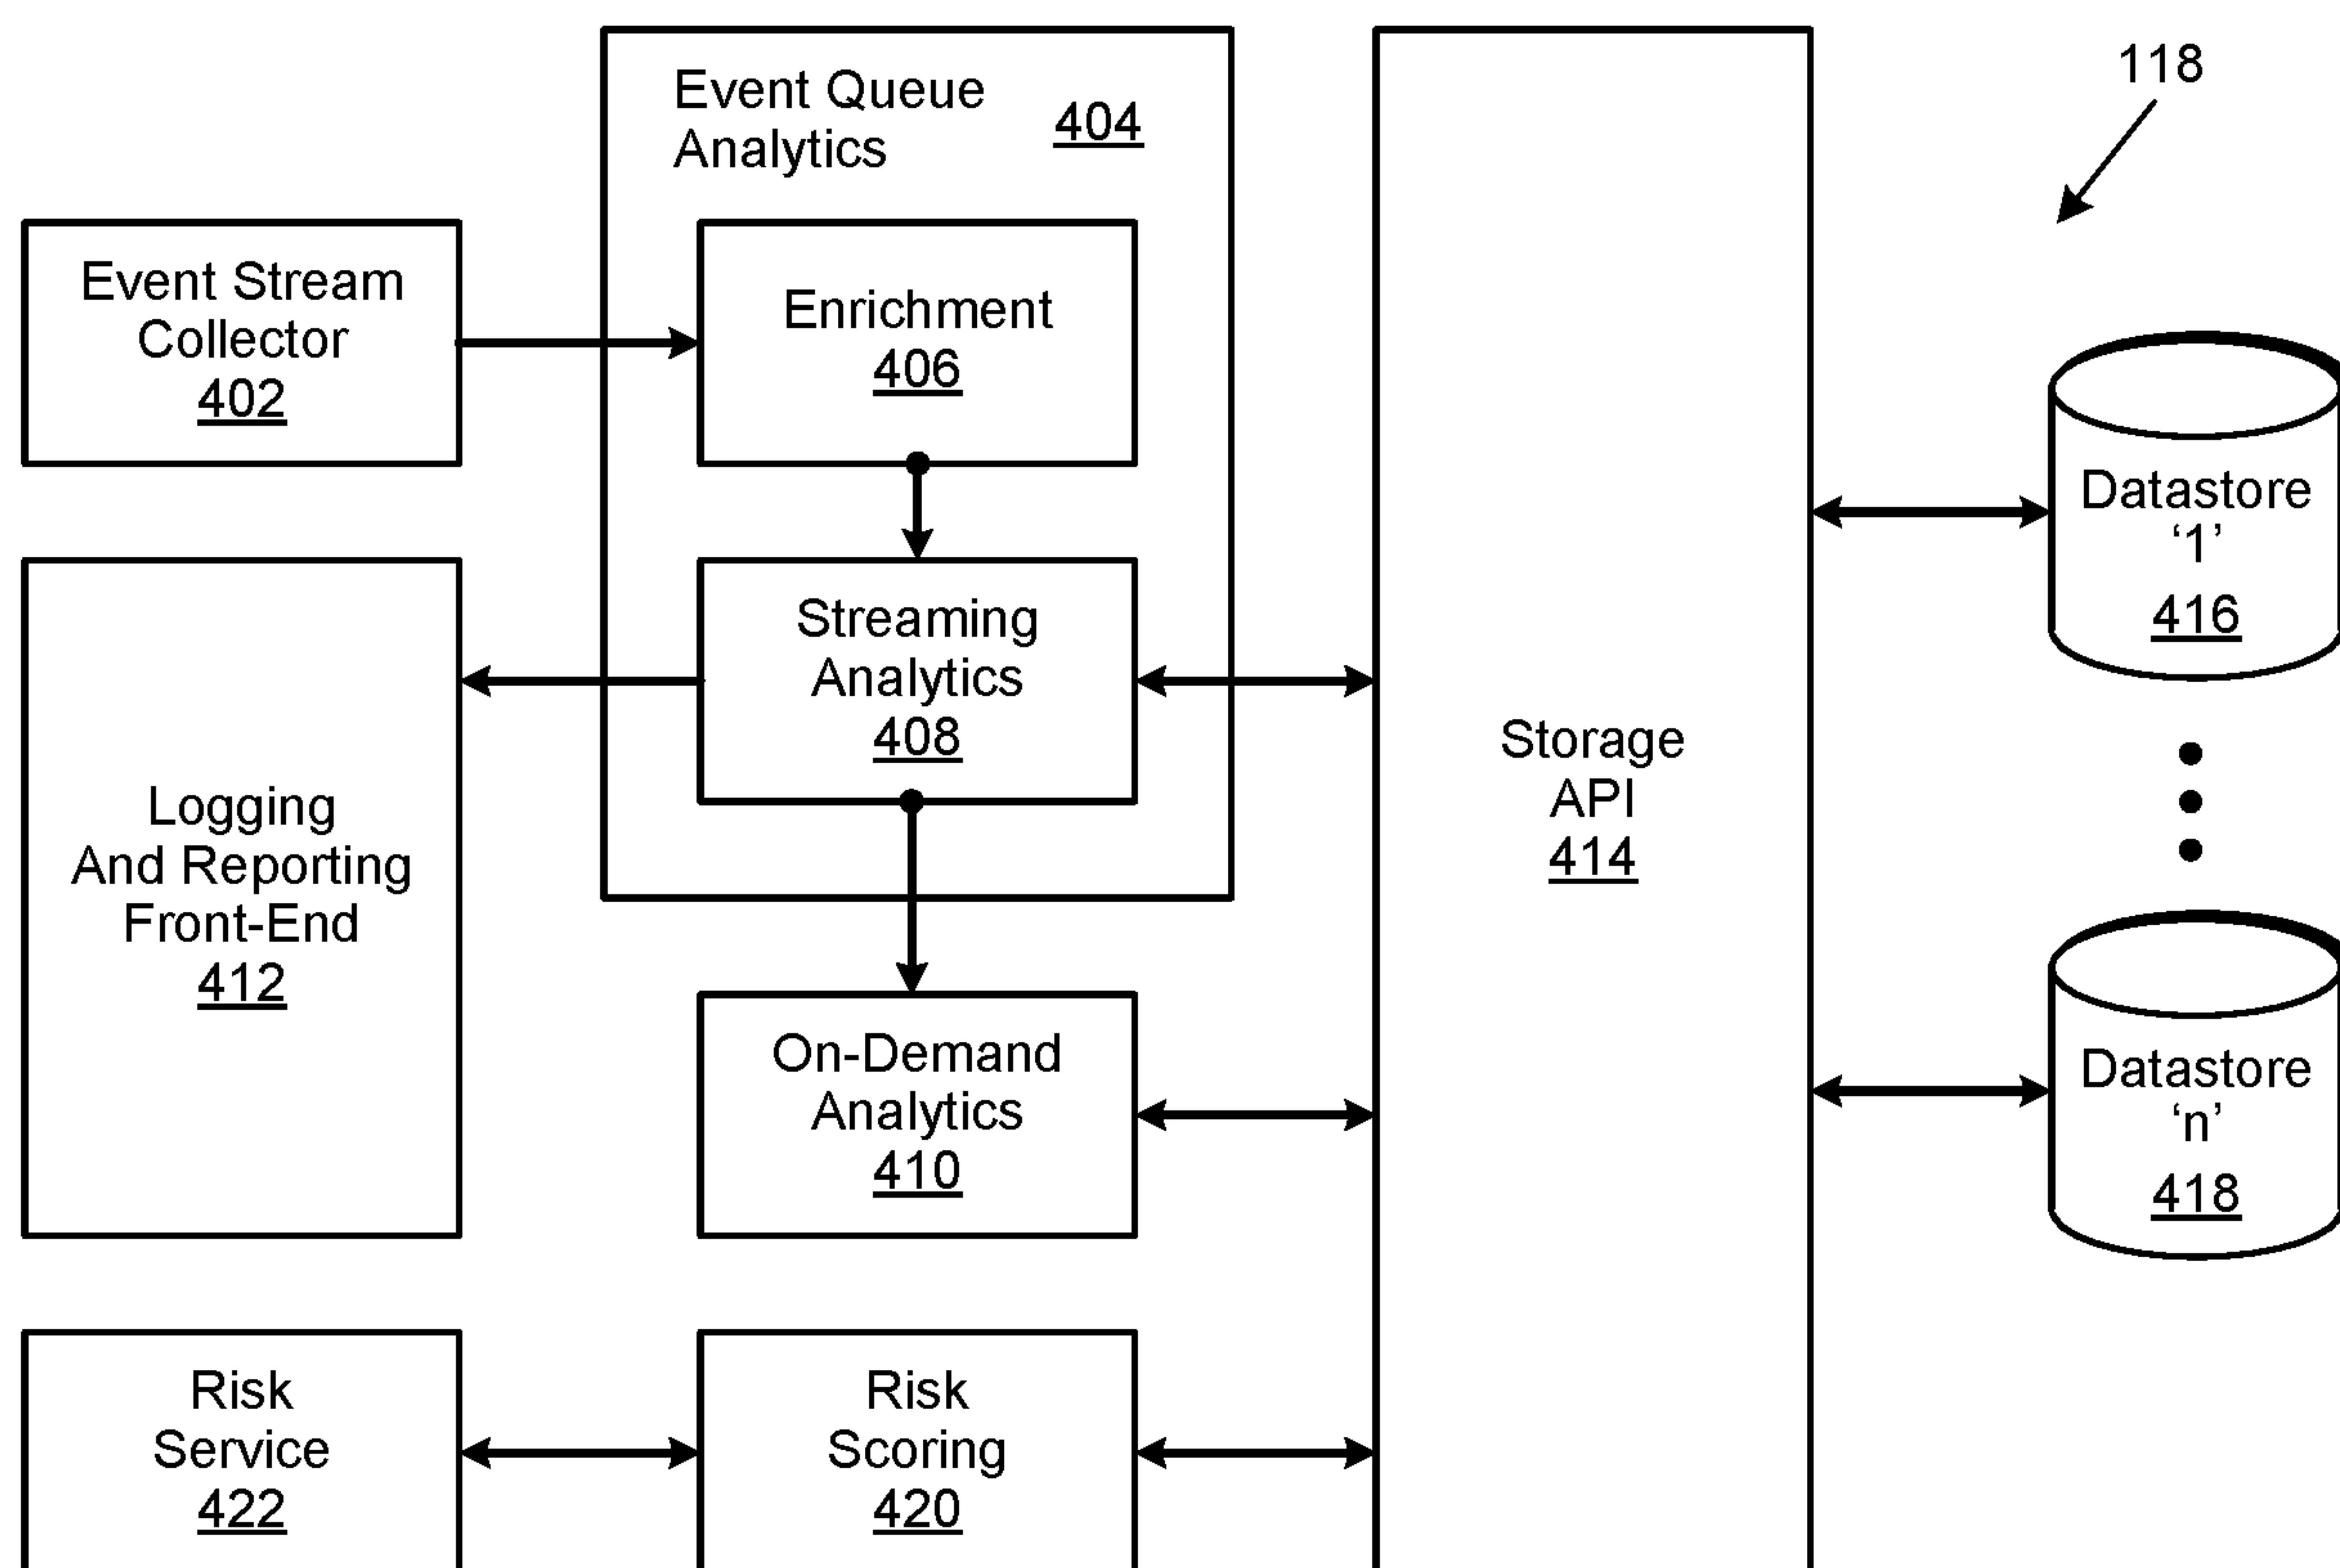 Event Queue
Analytics
404
118
Event Stream
Collector
402
Enrichment
406
Datastore
‘1’
416
Streaming
Analytics
408
Storage
API
414
Logging
And Reporting
Front-End
412
On-Demand
Analytics
410
Datastore
‘n’
418
Risk
Service
422
Risk
Scoring
420